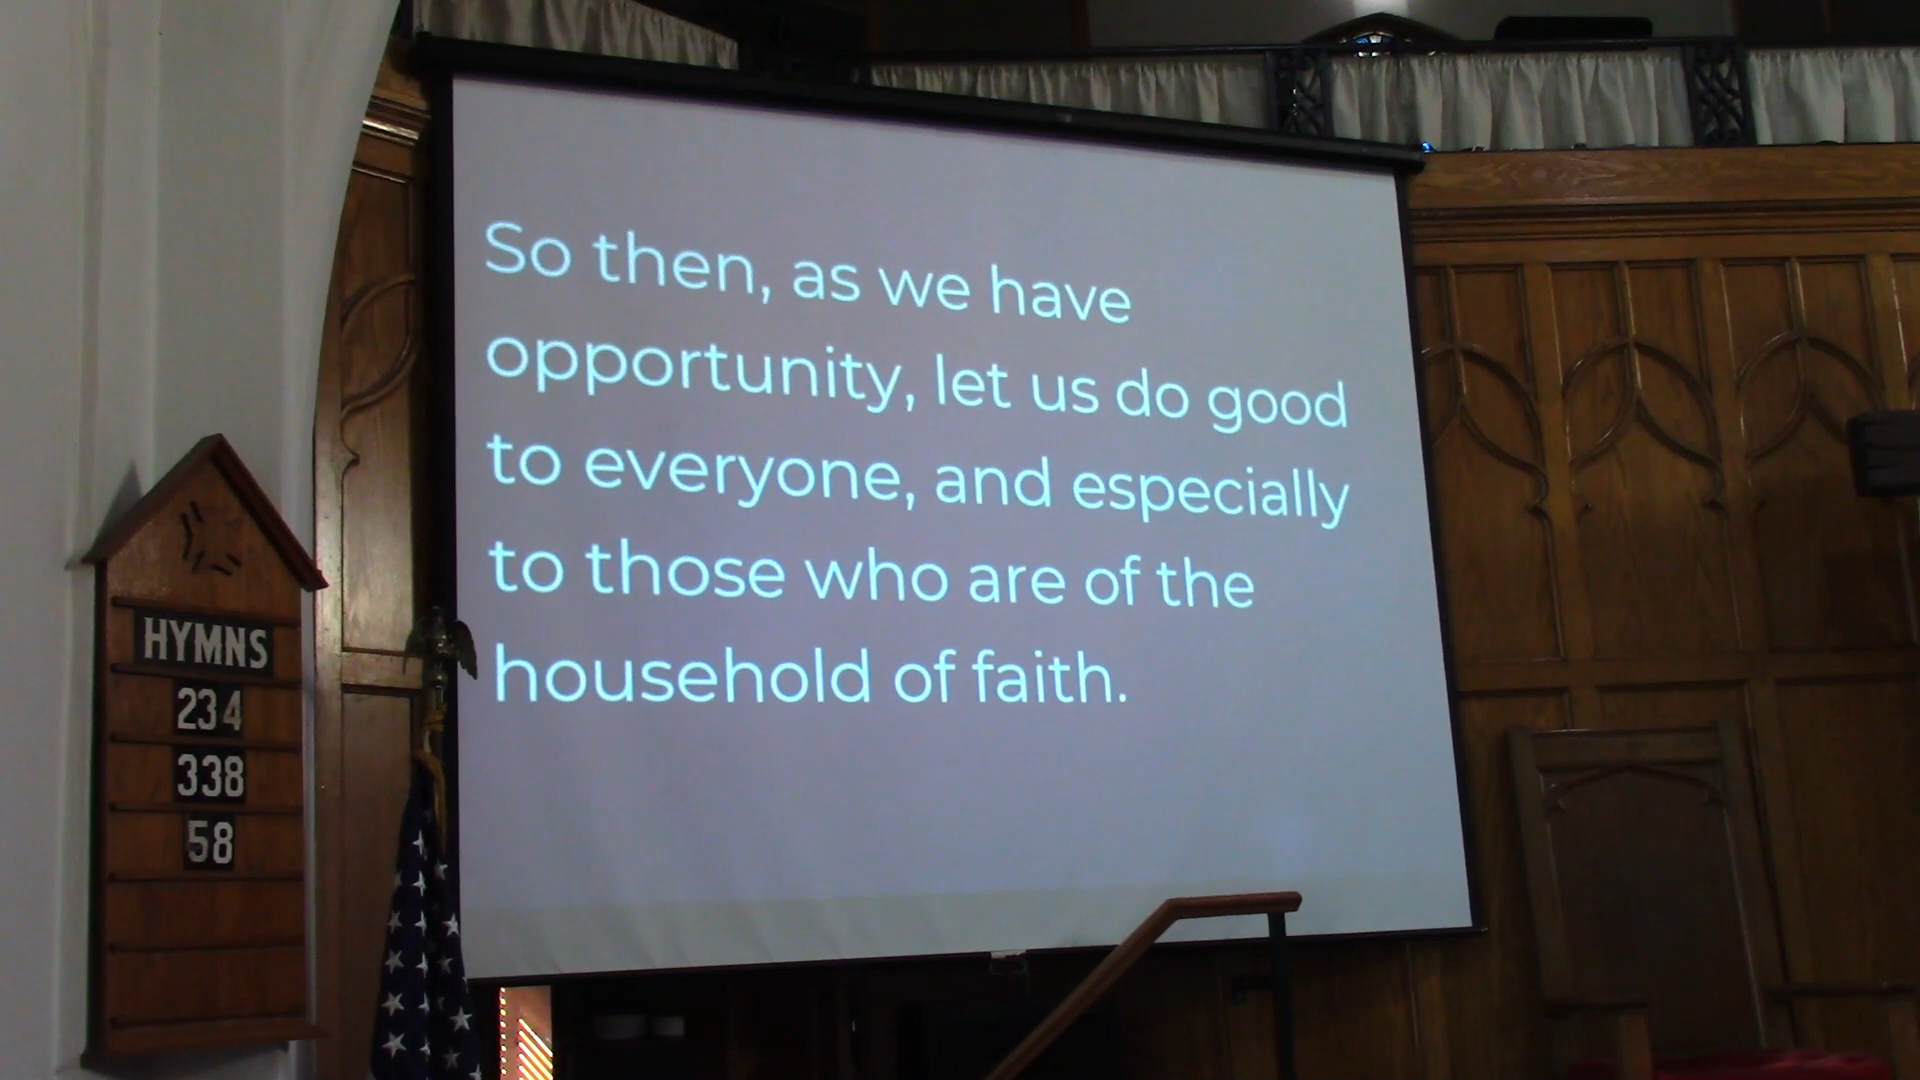 So then, as we have
opportunity, let us do good
to everyone, and especially
to those who are of the
household of faith.
HYMNS
234
338
58